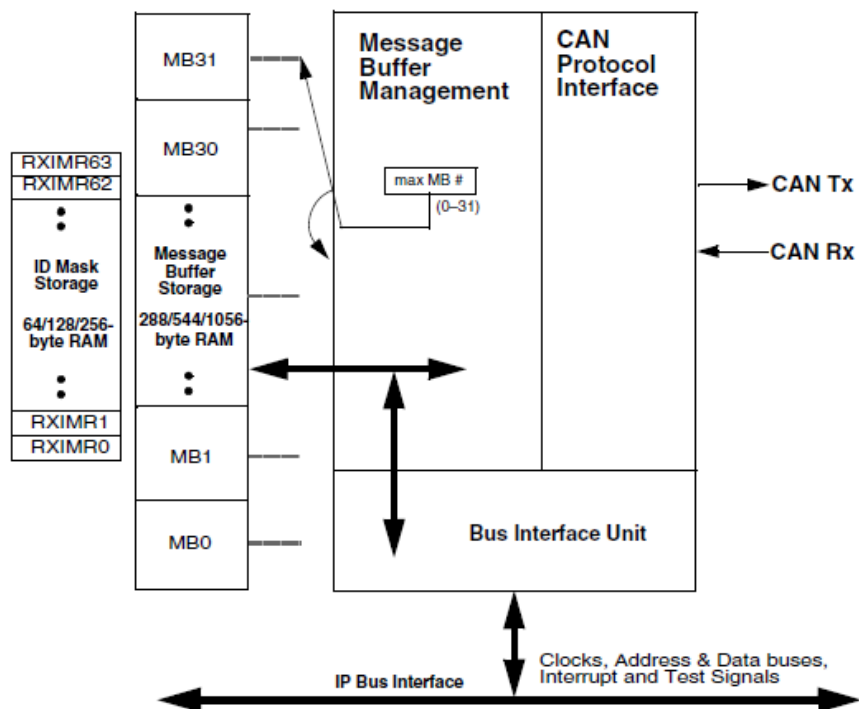 MB31
MB30
Message
Buffer
Storage
288/544/1056-
byte RAM
MB1
MB0
RXIMR63
RXIMR62
ID Mask
Storage
64/128/256-
byte RAM
RXIMR1
RXIMR0
Message
Buffer
Management
max MB #
(0–31)
CAN
Protocol
Interface
CAN Tx
CAN Rx
Bus Interface Unit
Clocks, Address & Data buses,
Interrupt and Test Signals
IP Bus Interface